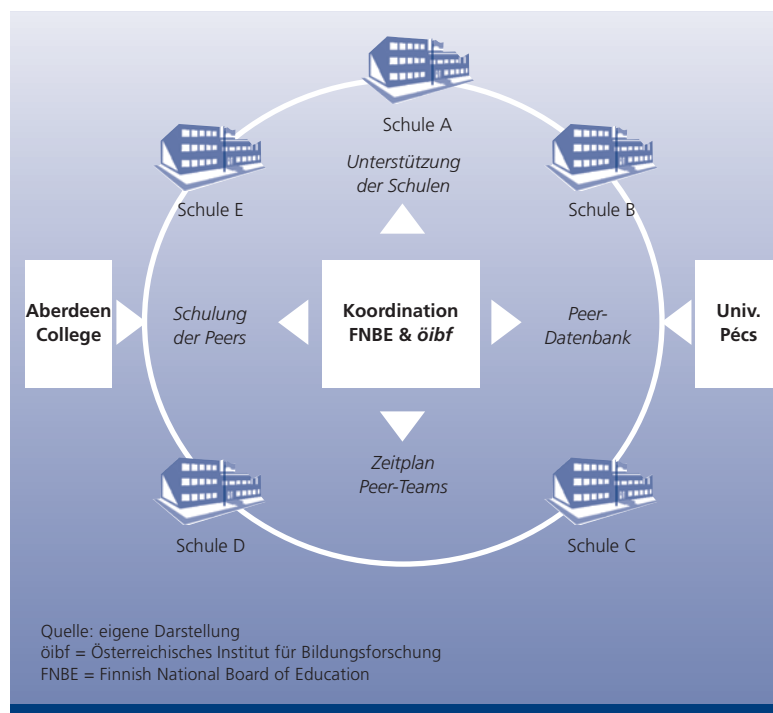 Schule A
Unterstützung
der Schulen
Schule E
Schule B
Aberdeen
College
Schulung
der Peers
Koordination
FNBE & öibf
Peer-
Datenbank
Univ.
Pécs
Zeitplan
Peer-Teams
Schule D
Schule C
Quelle: eigene Darstellung
öibf = Österreichisches Institut für Bildungsforschung
FNBE = Finnish National Board of Education